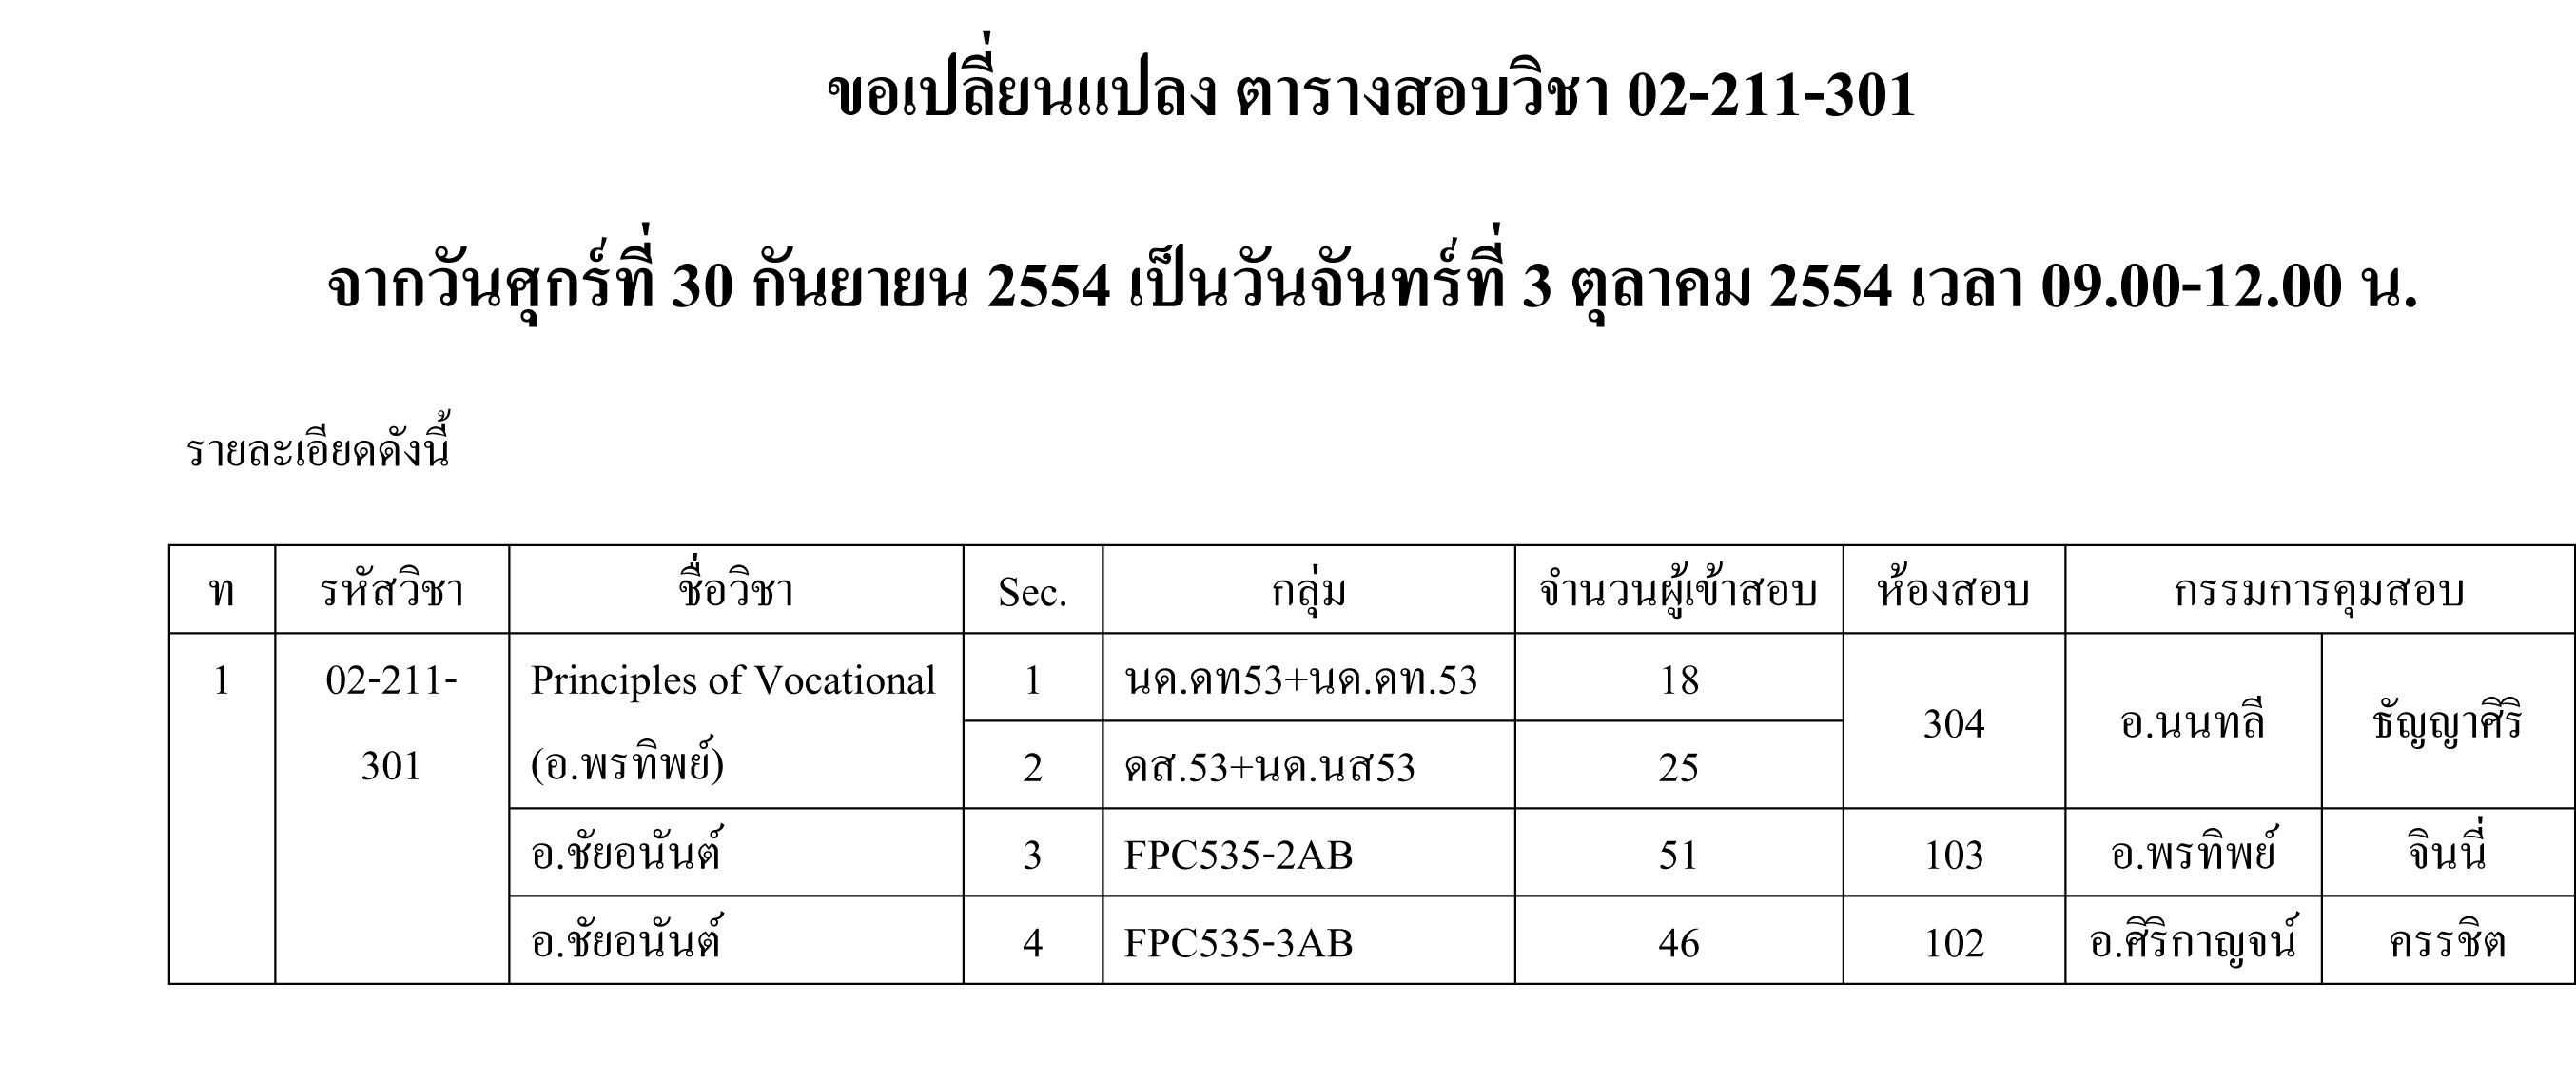 ขอเปลี่ยนแปลง ตารางสอบวิชา 02-211-301
จากวันศุกร์ที่ 30 กันยายน 2554 เป็นวันจันทร์ที่ 3 ตุลาคม 2554 เวลา 09.00-12.00 น.
รายละเอียดดังนี้
ท รหัสวิชา ชื่อวิชา Sec. กลุ่ม จำนวนผู้เข้าสอบ ห้องสอบ กรรมการคุมสอบ
1 02-211- Principles of Vocational 1 นด.ดท53+นด.ดท.53 18
304 อ.นนทลี ธัญญาศิริ
301 (อ.พรทิพย์) 2 ดส.53+นด.นส53 25
อ.ชัยอนันต์ 3 FPC535-2AB 51 103 อ.พรทิพย์ จินนี่
อ.ชัยอนันต์ 4 FPC535-3AB 46 102 อ.ศิริกาญจน์ ครรชิต